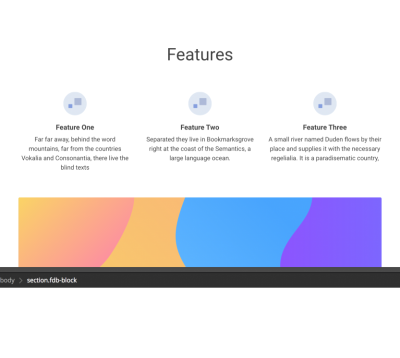 Features
Feature One
Far far away, behind the word
mountains, far from the countries
Vokalia and Consonantia, there live the
blind texts
Feature Two
Separated they live in Bookmarksgrove
right at the coast of the Semantics, a
large language ocean.
Feature Three
A small river named Duden flows by their
place and supplies it with the necessary
regelialia. It is a paradisematic country,
body > section.fdb-block